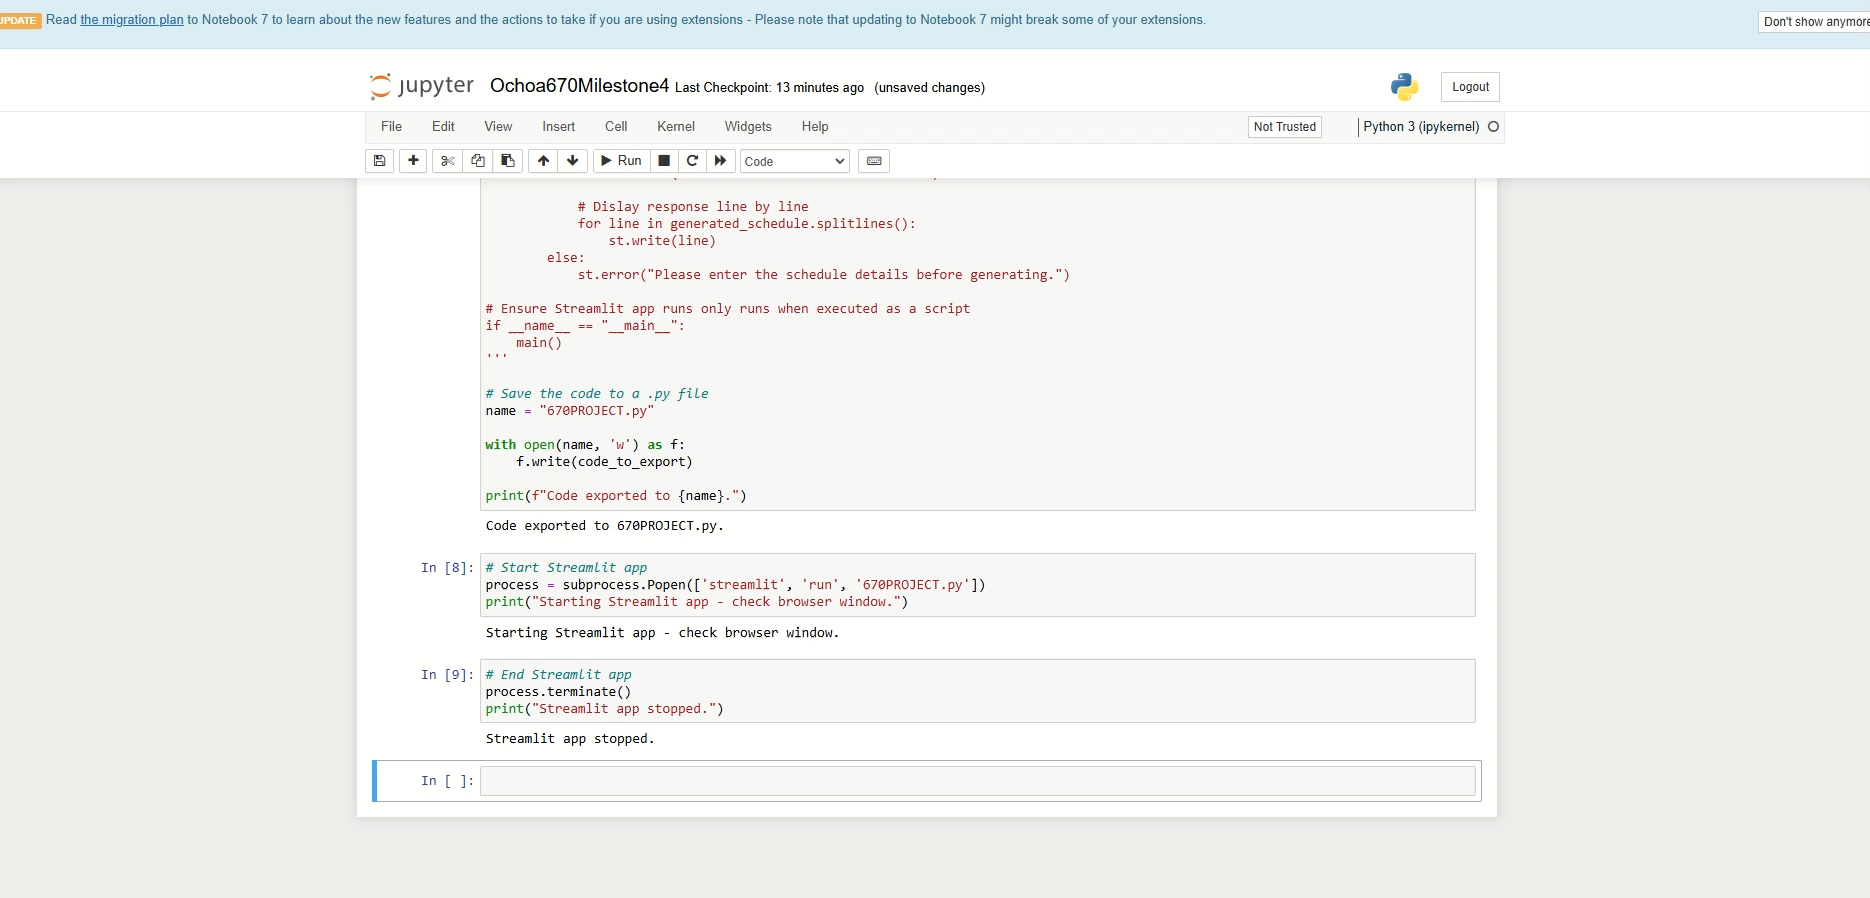 UPDATE Read the migration plan to Notebook 7 to learn about the new features and the actions to take if you are using extensions - Please note that updating to Notebook 7 might break some of your extensions.
Don't show anymore
jupyter Ochoa670Milestone4 Last Checkpoint: 13 minutes ago (unsaved changes)
Logout
File Edit View Insert Cell Kernel Widgets Help
Not Trusted
Python 3 (ipykernel)
Run
Code
# Dislay response line by line
for line in generated_schedule.splitlines():
st.write(line)
else:
st.error("Please enter the schedule details before generating.")
# Ensure Streamlit app runs only runs when executed as a script
if __name__ == "__main__":
main()
'''
# Save the code to a .py file
name = "670PROJECT.py"
with open(name, 'w') as f:
f.write(code_to_export)
print(f"Code exported to {name}.")
Code exported to 670PROJECT.py.
In [8]: # Start Streamlit app
process = subprocess.Popen(['streamlit', 'run', '670PROJECT.py'])
print("Starting Streamlit app - check browser window.")
Starting Streamlit app - check browser window.
In [9]: # End Streamlit app
process.terminate()
print("Streamlit app stopped.")
Streamlit app stopped.
In [ ]: